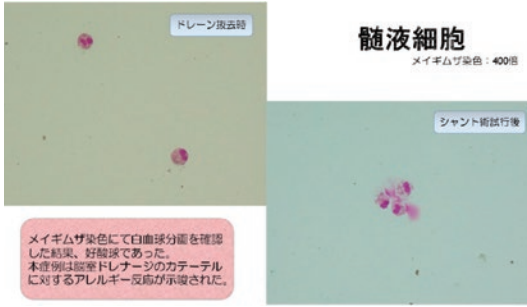 ドレーン抜去時
髄液細胞
メイギムザ染色：400倍
シャント術試行後
メイギムザ染色にて白血球分画を確認
した結果、好酸球であった。
本症例は脳室ドレナージのカテーテル
に対するアレルギー反応が示唆された。